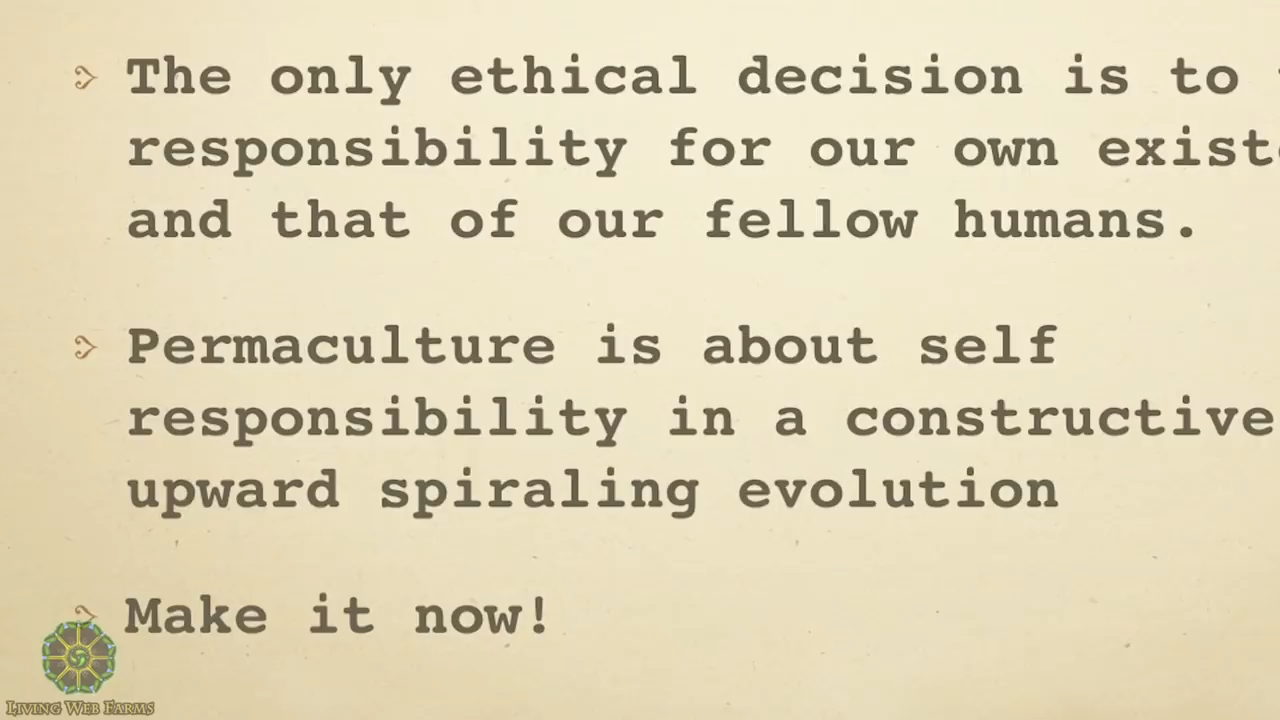 The only ethical decision is to
responsibility for our own
and that of our fellow humans.
Permaculture is about self
responsibility in a constructive
upward spiraling evolution
Make it now!
Living Web Farms